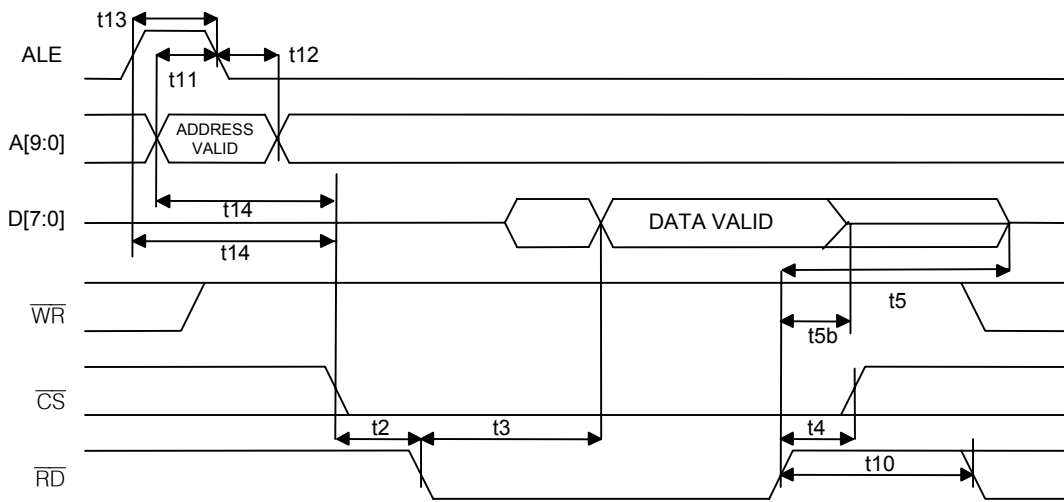 t13
ALE
t12
t11
A[9:0]
ADDRESS
VALID
t14
D[7:0]
DATA VALID
t14
WR
t5
t5b
CS
t2
t3
t4
RD
t10